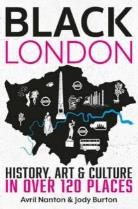 BLACK
LONDON
HISTORY, ART & CULTURE
IN OVER 120 PLACES
Avril Nanton & Jody Burton